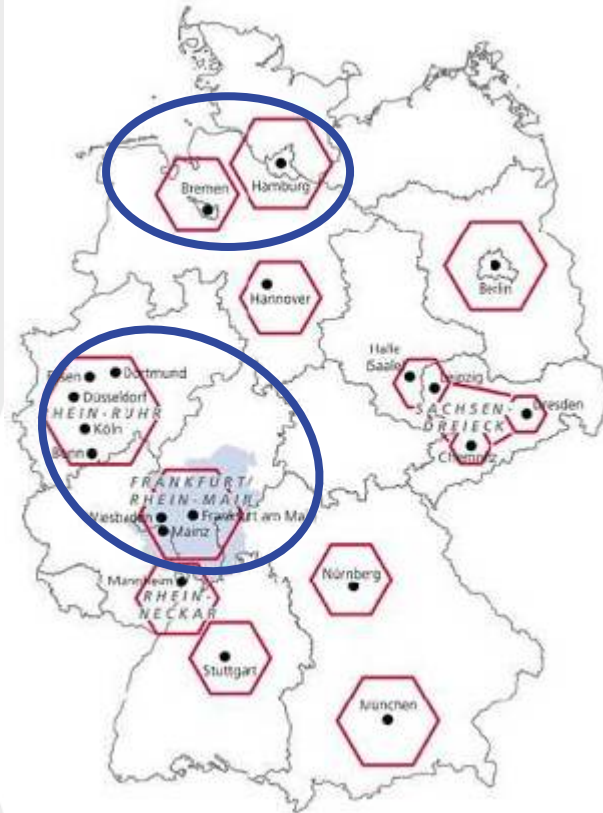 Bremen
Hamburg
Hannover
Berlin
Halle
(Saale)
Leipzig
SACHSEN-
DREIECK
Dresden
Chemnitz
Essen
Dortmund
Düsseldorf
RHEIN-RUHR
Köln
Bonn
FRANKFURT/
RHEIN-MAIN
Wiesbaden
Frankfurt am Ma
Mainz
Mannheim
RHEIN-
NECKAR
Stuttgart
Nürnberg
München